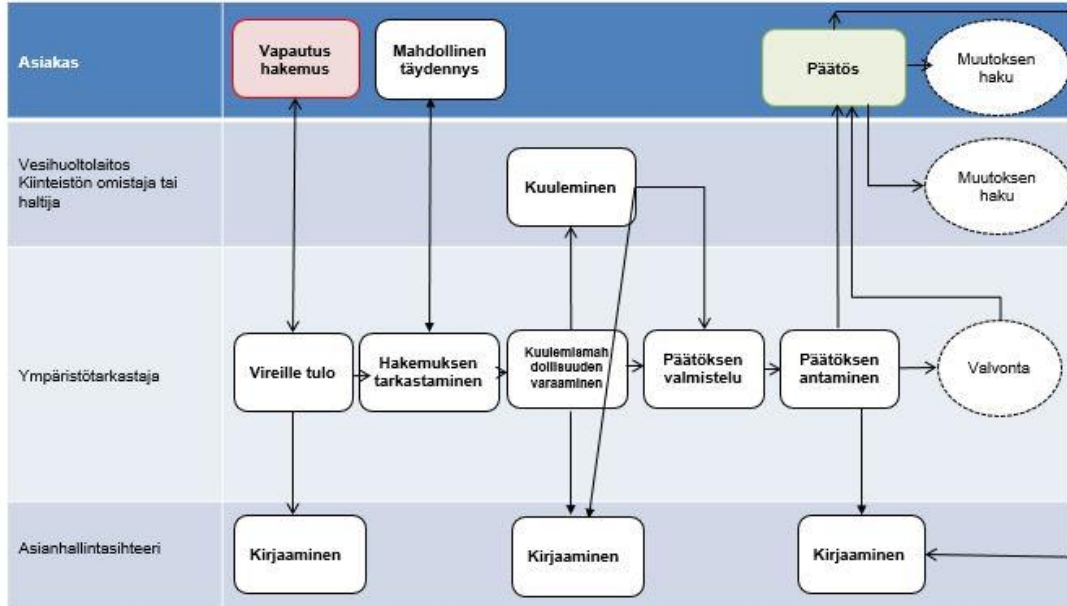 Asiakas
Vapautus
hakemus
Mahdollinen
täydennys
Päätös
Muutoksen
haku
Vesihuoltolaitos
Kiinteistön omistaja tai
haltija
Kuuleminen
Muutoksen
haku
Ympäristötarkastaja
Vireille tulo
Hakemuksen
tarkastaminen
Kuulemismah
dollisuuden
varaaminen
Päätöksen
valmistelu
Päätöksen
antaminen
Valvonta
Asianhallintasihteeri
Kirjaaminen
Kirjaaminen
Kirjaaminen